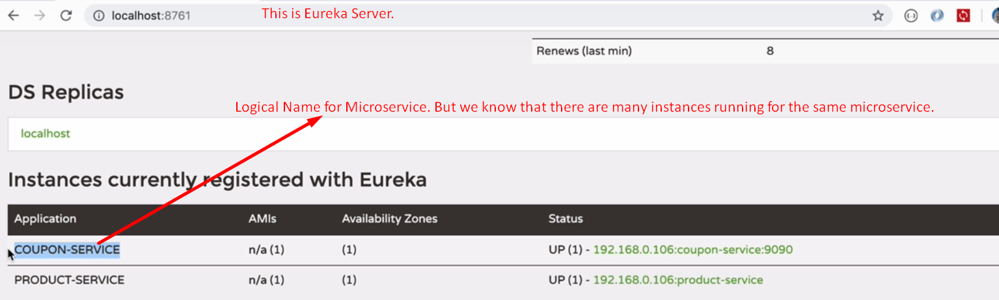 localhost:8761
This is Eureka Server.
Renews (last min) 8
DS Replicas
Logical Name for Microservice. But we know that there are many instances running for the same microservice.
localhost
Instances currently registered with Eureka
Application AMIs Availability Zones Status
COUPON-SERVICE n/a (1) (1) UP (1) - 192.168.0.106:coupon-service:9090
PRODUCT-SERVICE n/a (1) (1) UP (1) - 192.168.0.106:product-service